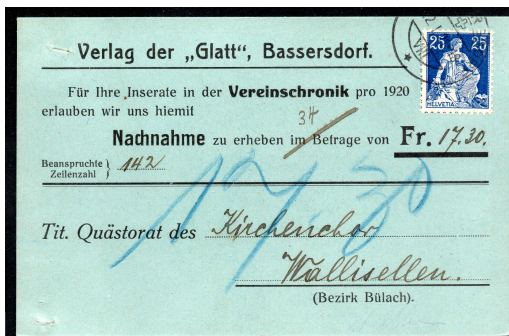 Verlag der „Glatt“, Bassersdorf.
25 25
HELVETIA
Für Ihre Inserate in der Vereinschronik pro 1920
erlauben wir uns hiemit
34
Nachnahme zu erheben im Betrage von Fr. 17.30.
Beanspruchte
Zeilenzahl } 142
17 30
Tit. Quästorat des Kirchenchor
Wallisellen.
(Bezirk Bülach).